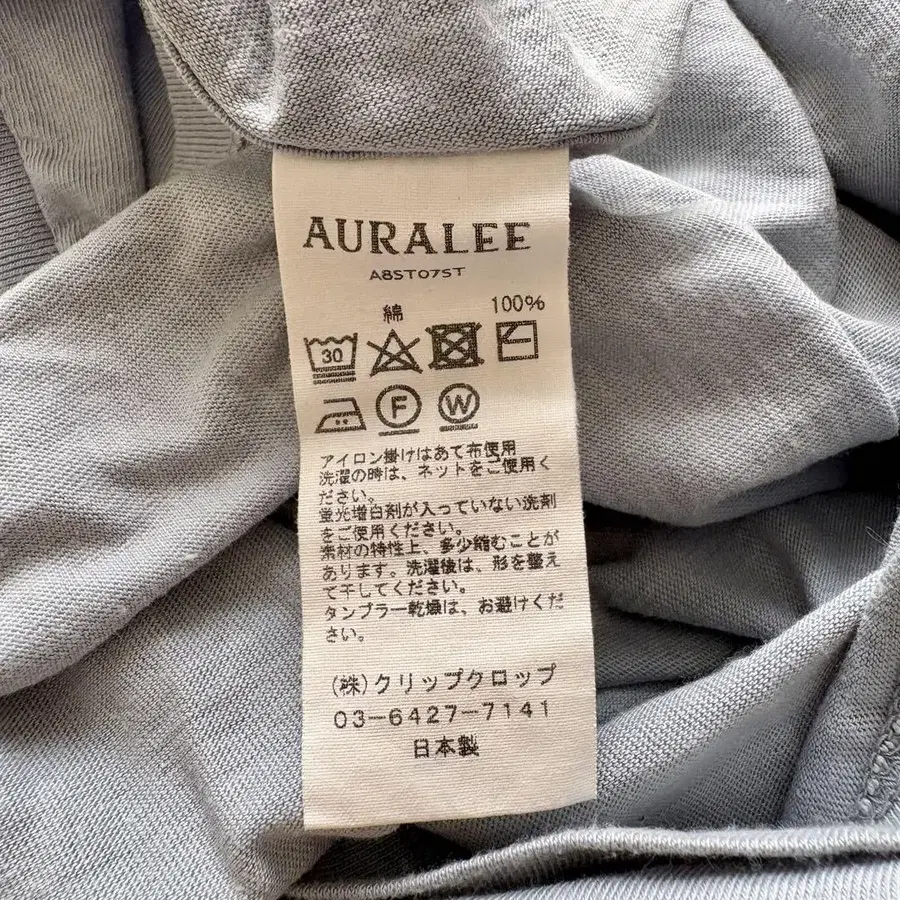 AURALEE
A8ST07ST
綿 100%
30
F W
アイロン掛けはあて布使用
洗濯の時は、ネットをご使用く
ださい。
蛍光増白剤が入っていない洗剤
をご使用ください。
素材の特性上、多少縮むことが
あります。洗濯後は、形を整え
て干してください。
タンブラー乾燥は、お避けくだ
さい。
(株)クリップクロップ
03-6427-7141
日本製